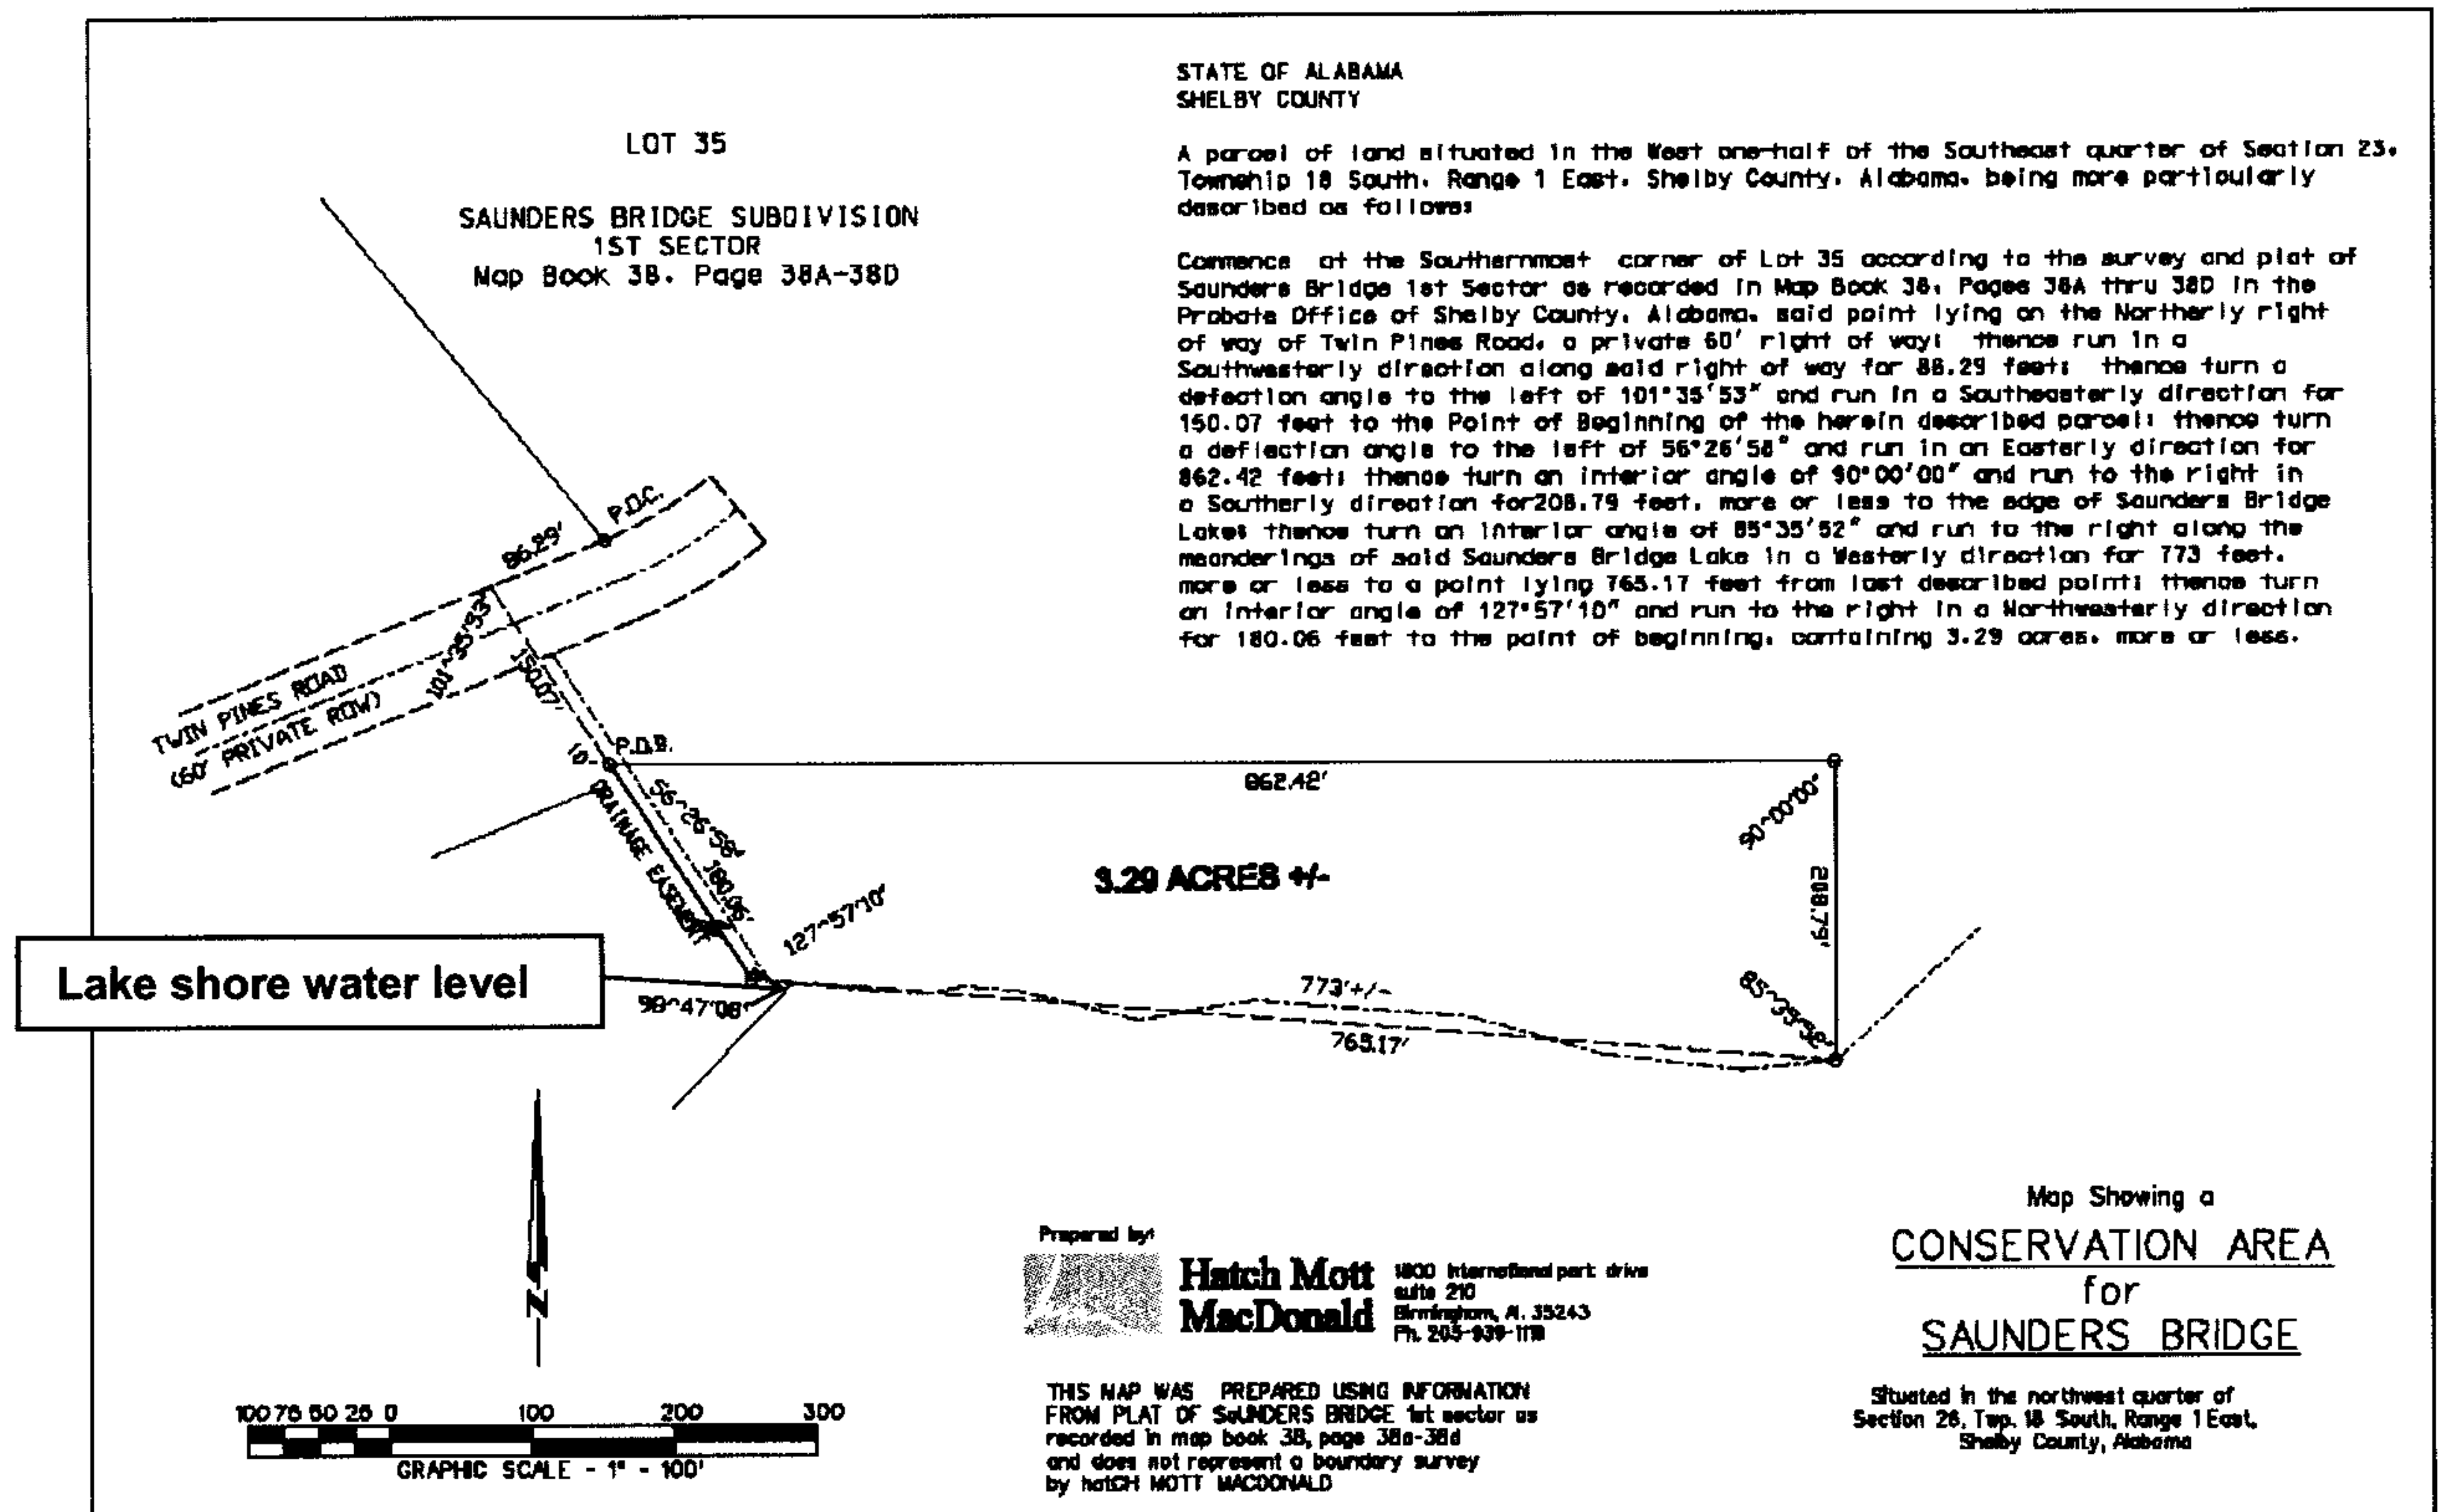 STATE OF ALABAMA
SHELBY COUNTY
A parcel of land situated in the West one-half of the Southeast quarter of Section 23,
Township 18 South, Range 1 East, Shelby County, Alabama, being more particularly
described as follows:
Commence at the Southernmost corner of Lot 35 according to the survey and plat of
Saunders Bridge 1st Sector as recorded in Map Book 38, Pages 38A thru 38D in the
Probate Office of Shelby County, Alabama, said point lying on the Northerly right
of way of Twin Pines Road, a private 60' right of way; thence run in a
Southwesterly direction along said right of way for 86.29 feet; thence turn a
defection angle to the left of 101°35'53" and run in a Southeasterly direction for
150.07 feet to the Point of Beginning of the herein described parcel; thence turn
a deflection angle to the left of 56°26'58" and run in an Easterly direction for
862.42 feet; thence turn an interior angle of 90°00'00" and run to the right in
a Southerly direction for208.79 feet, more or less to the edge of Saunders Bridge
Lake; thence turn an interior angle of 85°35'52" and run to the right along the
meanderings of said Saunders Bridge Lake in a Westerly direction for 773 feet,
more or less to a point lying 765.17 feet from last described point; thence turn
an interior angle of 127°57'10" and run to the right in a Northwesterly direction
for 180.06 feet to the point of beginning, containing 3.29 acres, more or less.
LOT 35
SAUNDERS BRIDGE SUBDIVISION
1ST SECTOR
Map Book 38, Page 38A-38D
P.O.C.
86.29'
101~35'53'
150.07'
TWIN PINES ROAD
(60' PRIVATE ROW)
P.O.B.
10'
862.42'
56~26'58'
DRAINAGE EASEMENT
180.06'
90~00'00'
208.79'
3.29 ACRES +/-
127~57'10'
Lake shore water level
98~47'08'
773'+/-
765.17'
85~35'52'
N
100 75 50 25 0 100 200 300
GRAPHIC SCALE - 1" - 100'
Prepared by:
Hatch Mott
MacDonald
1800 International park drive
suite 210
Birmingham, Al. 35243
Ph. 205-939-
THIS MAP WAS PREPARED USING INFORMATION
FROM PLAT OF SaUNDERS BRIDGE 1st sector as
recorded in map book 38, page 38a-38d
and does not represent a boundary survey
by hatCH MOTT MACDONALD
Map Showing a
CONSERVATION AREA
for
SAUNDERS BRIDGE
Situated in the northwest quarter of
Section 26, Twp. 18 South, Range 1 East,
Shelby County, Alabama